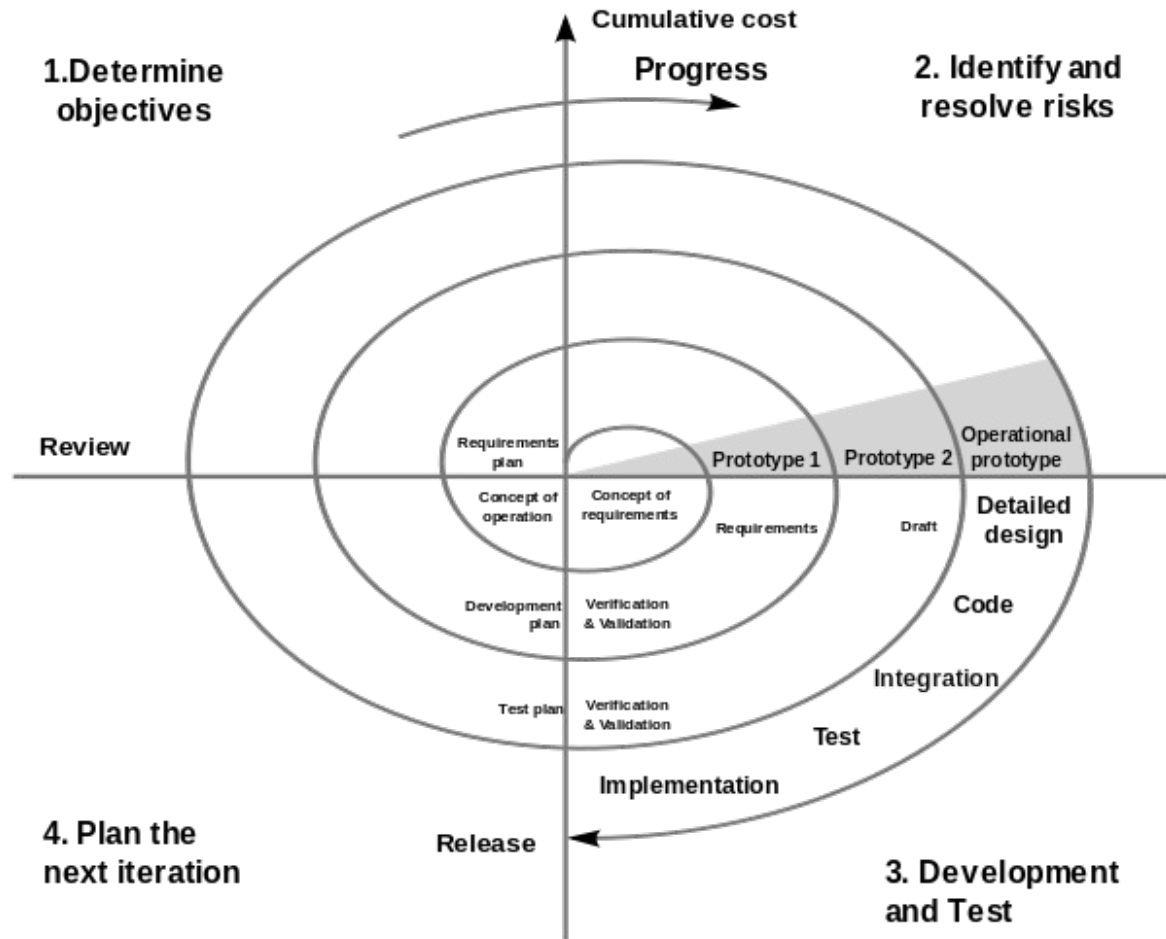 Cumulative cost
1.Determine
objectives
Progress
2. Identify and
resolve risks
Review
Requirements
plan
Prototype 1
Prototype 2
Operational
prototype
Concept of
operation
Concept of
requirements
Requirements
Draft
Detailed
design
Development
plan
Verification
& Validation
Code
Integration
Test plan
Verification
& Validation
Test
Implementation
Release
4. Plan the
next iteration
3. Development
and Test